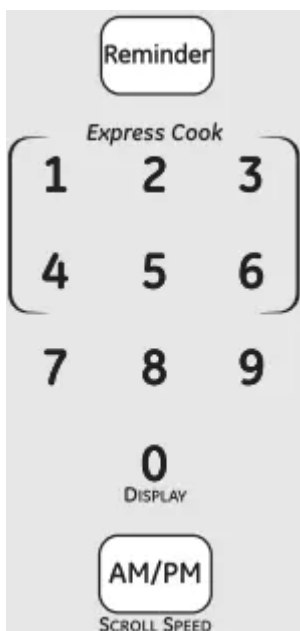 Reminder
Express Cook
1 2 3
4 5 6
7 8 9
0
DISPLAY
AM/PM
SCROLL SPEED